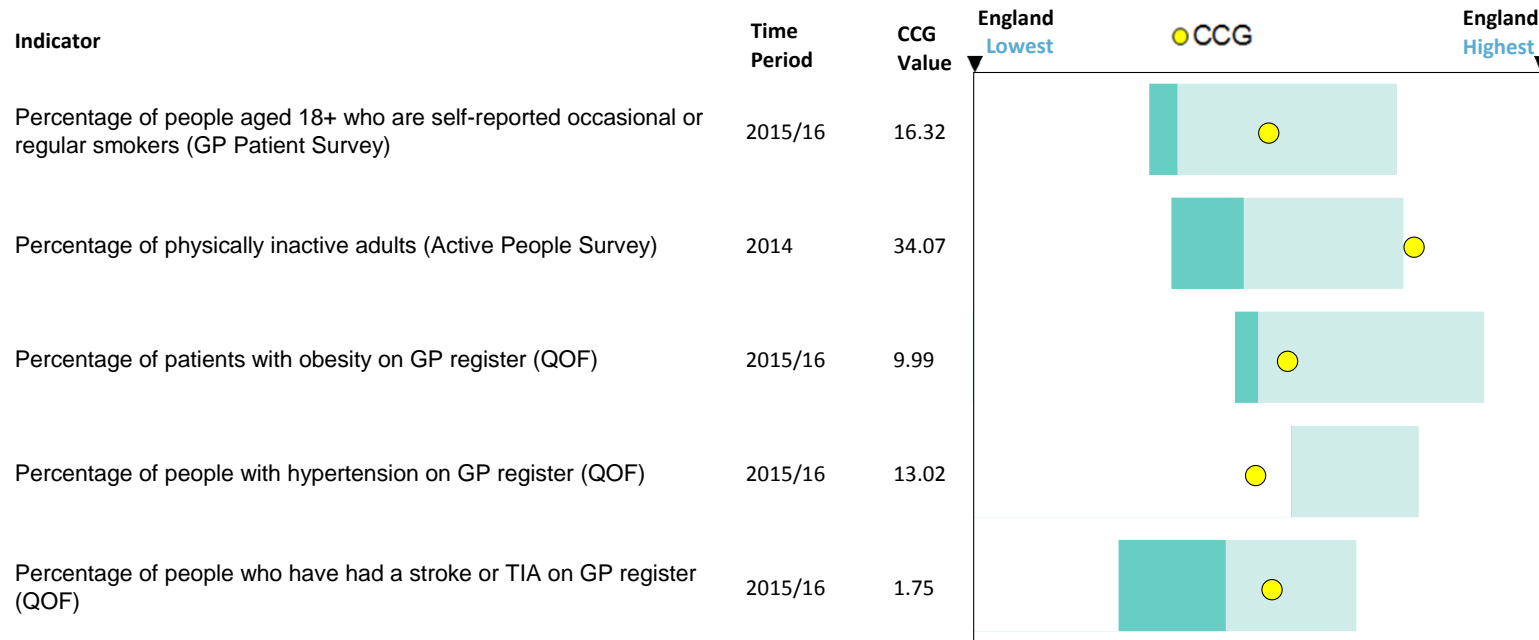 Indicator
Time
Period
CCG
Value
England
Lowest
CCG
England
Highest
Percentage of people aged 18+ who are self-reported occasional or
regular smokers (GP Patient Survey)
2015/16
16.32
Percentage of physically inactive adults (Active People Survey)
2014
34.07
Percentage of patients with obesity on GP register (QOF)
2015/16
9.99
Percentage of people with hypertension on GP register (QOF)
2015/16
13.02
Percentage of people who have had a stroke or TIA on GP register
(QOF)
2015/16
1.75